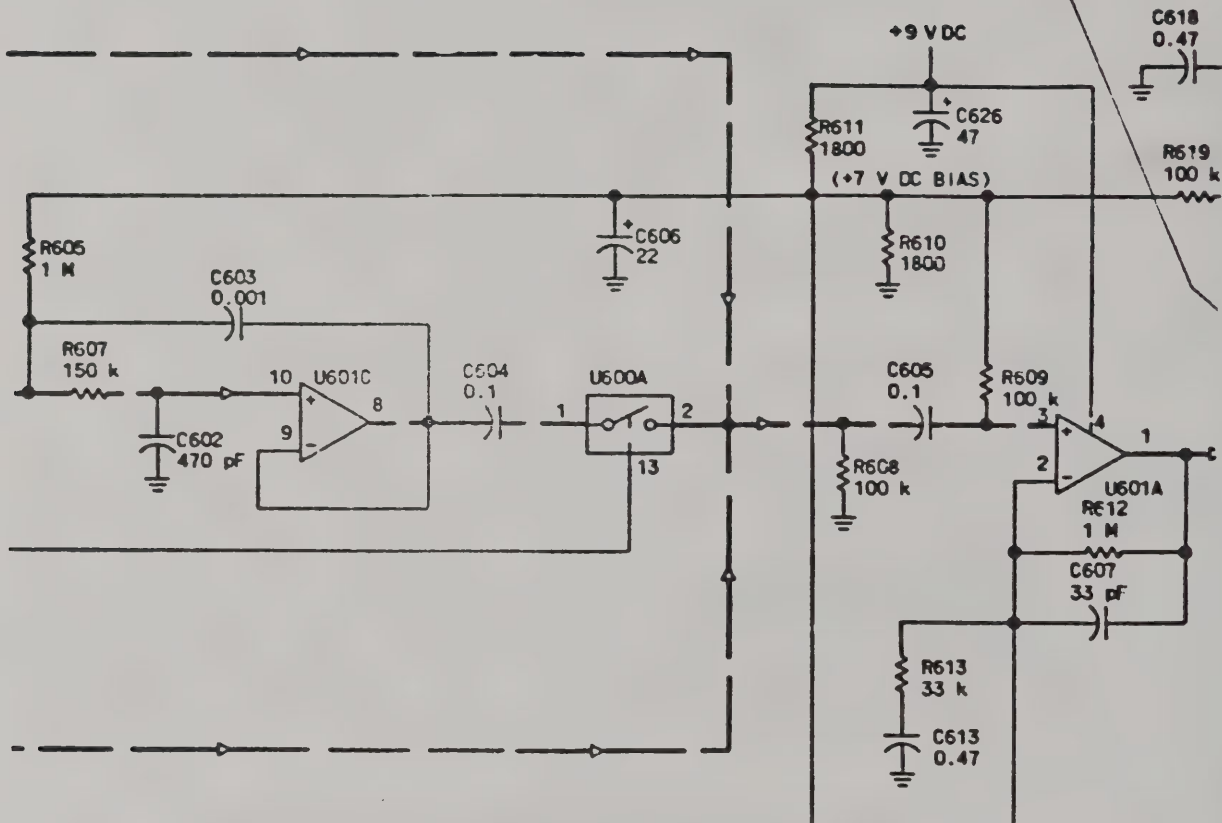 C618
0.47
+9 V DC
+
C626
47
R611
1800
R619
100 k
(+7 V DC BIAS)
R605
1 M
+
C606
22
R610
1800
C603
0.001
R607
150 k
10
U601C
+
8
9
-
C602
470 pF
C604
0.1
U600A
1
2
13
C605
0.1
R609
100 k
3
+
4
1
2
-
U601A
R608
100 k
R612
1 M
C607
33 pF
R613
33 k
C613
0.47